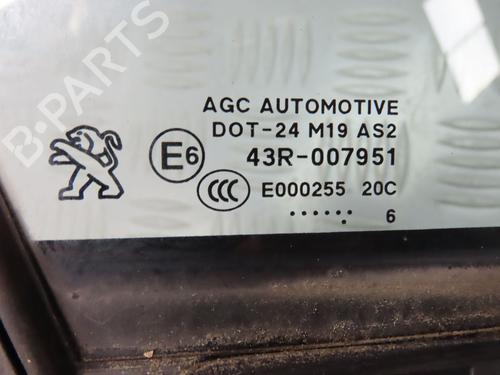 B-PARTS
AGC AUTOMOTIVE
DOT-24 M19 AS2
E6 43R-007951
CCC E000255 20C
...... 6